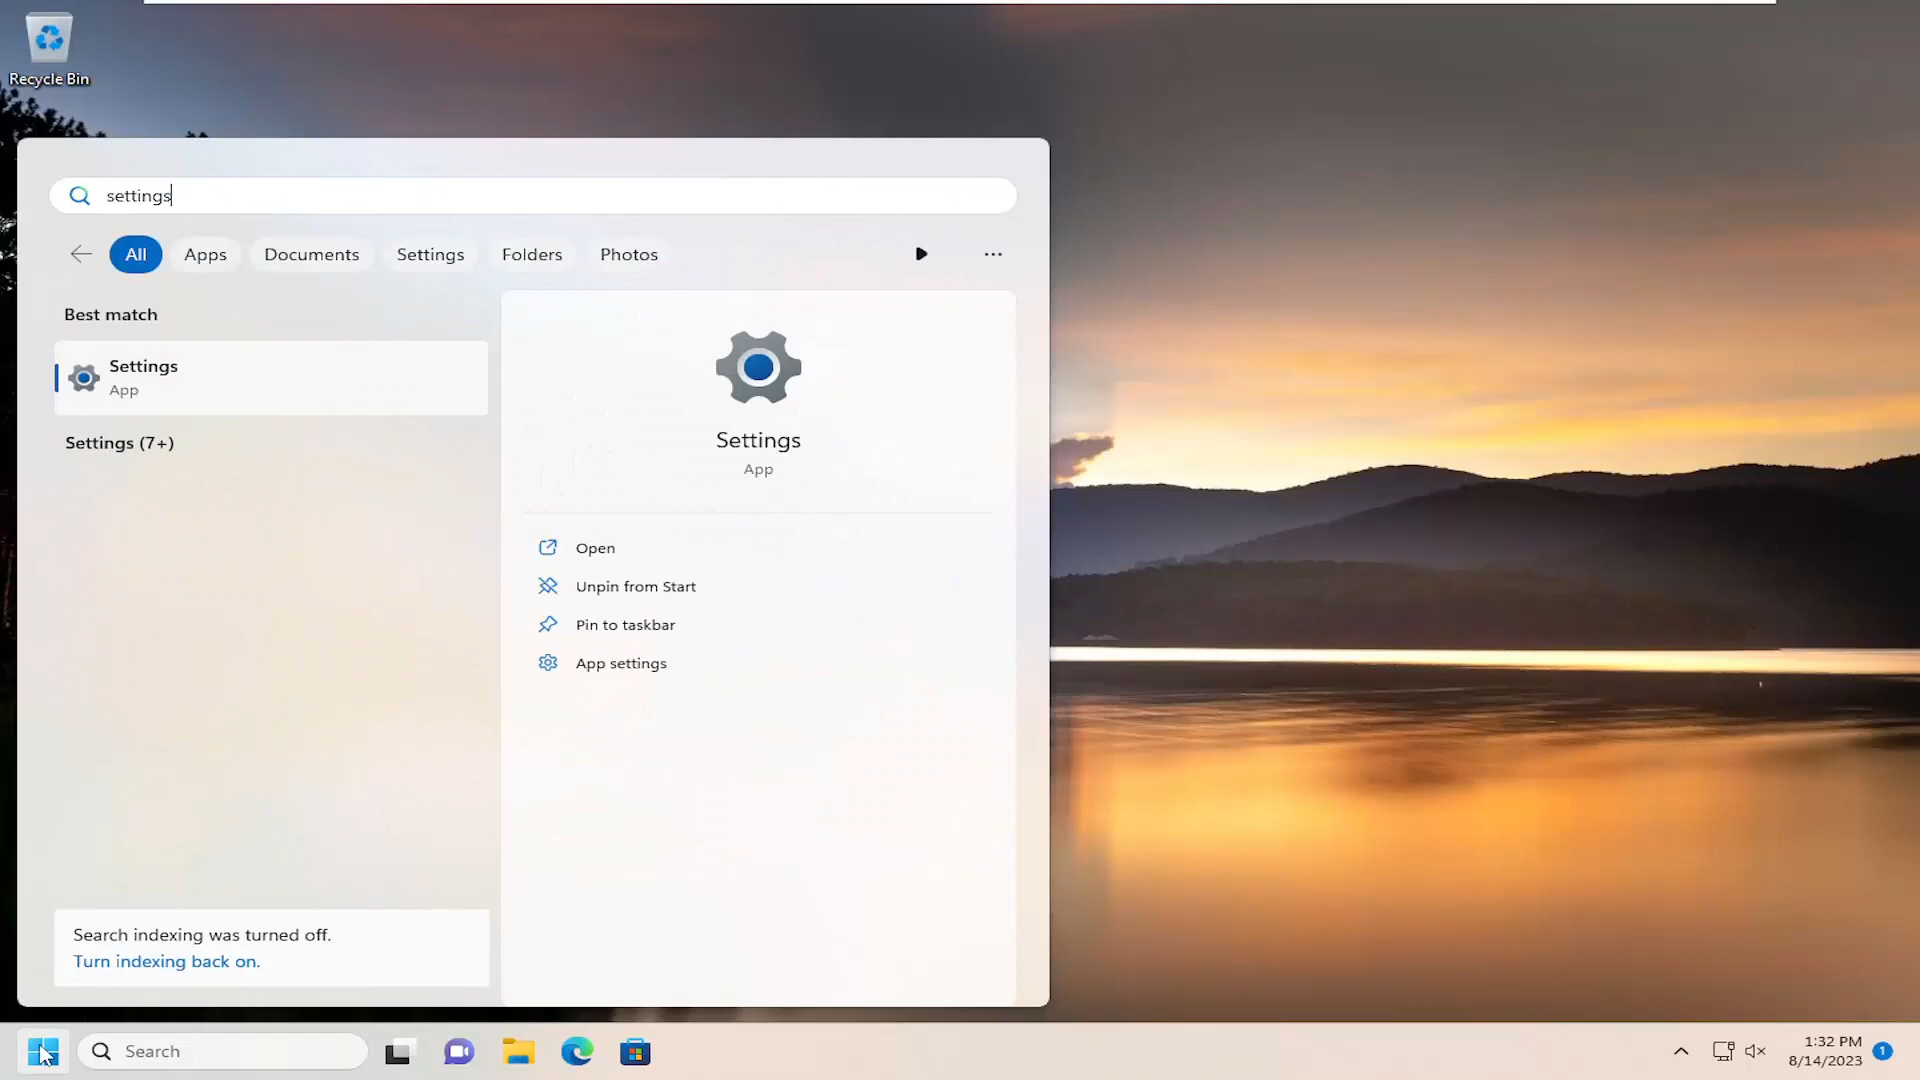 Recycle Bin
settings
All
Apps
Documents
Settings
Folders
Photos
Best match
Settings
App
Settings (7+)
Settings
App
Open
Unpin from Start
Pin to taskbar
App settings
Search indexing was turned off.
Turn indexing back on.
Search
1:32 PM
8/14/2023
1